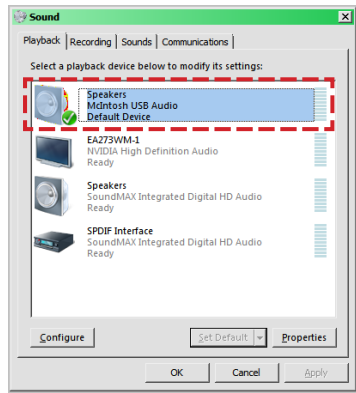 Sound
Playback Recording Sounds Communications
Select a playback device below to modify its settings:
Speakers
McIntosh USB Audio
Default Device
EA273WM-1
NVIDIA High Definition Audio
Ready
Speakers
SoundMAX Integrated Digital HD Audio
Ready
SPDIF Interface
SoundMAX Integrated Digital HD Audio
Ready
Configure Set Default Properties
OK Cancel Apply